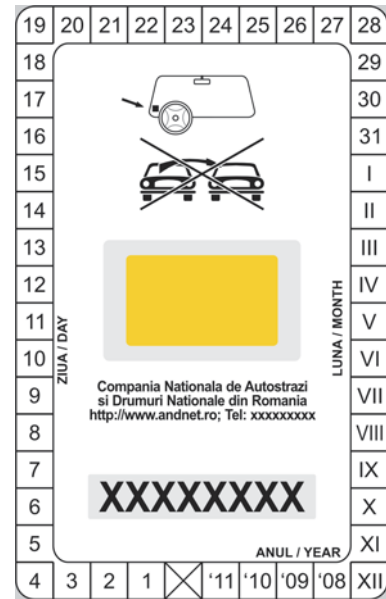 19 20 21 22 23 24 25 26 27 28
18 29
17 30
16 31
15 I
14 II
13 III
12 IV
11 V
10 VI
9 VII
8 VIII
7 IX
6 X
5 XI
4 3 2 1 '11 '10 '09 '08 XII
ZIUA / DAY
LUNA / MONTH
Compania Nationala de Autostrazi
si Drumuri Nationale din Romania
http://www.andnet.ro; Tel: xxxxxxxxx
XXXXXXXX
ANUL / YEAR